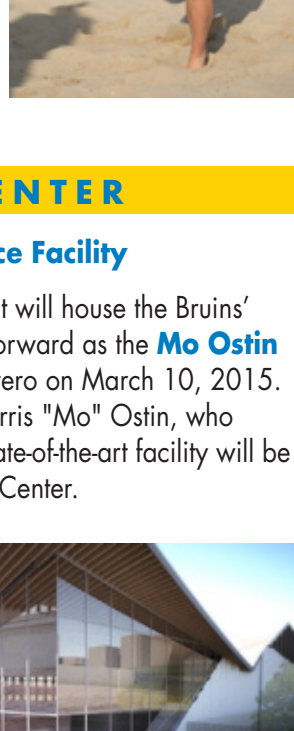 ENTER
ce Facility
t will house the Bruins’
orward as the Mo Ostin
ero on March 10, 2015.
rris "Mo" Ostin, who
ate-of-the-art facility will be
Center.